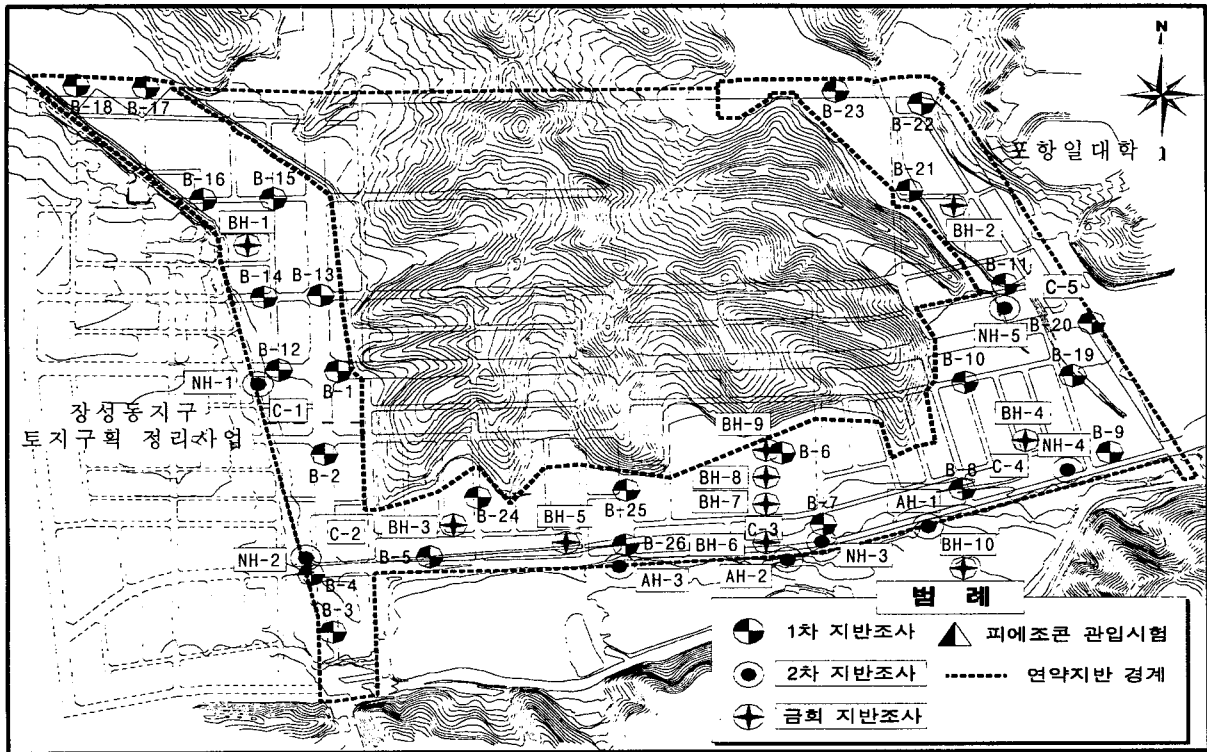 N
B-18
B-17
B-23
B-22
포항일대학
B-16
B-15
B-21
BH-1
BH-2
B-14
B-13
B-11
C-5
NH-5
B-20
B-12
NH-1
B-1
B-10
B-19
C-1
장성동지구
토지구획 정리사업
BH-9
BH-4
B-2
B-6
NH-4
B-9
BH-8
C-4
B-8
BH-7
B-24
B-25
AH-1
C-2
BH-3
BH-5
B-7
C-3
NH-2
B-5
B-26
BH-6
NH-3
BH-10
B-4
AH-3
AH-2
B-3
범 례
1차 지반조사
피에조콘 관입시험
2차 지반조사
연약지반 경계
금회 지반조사